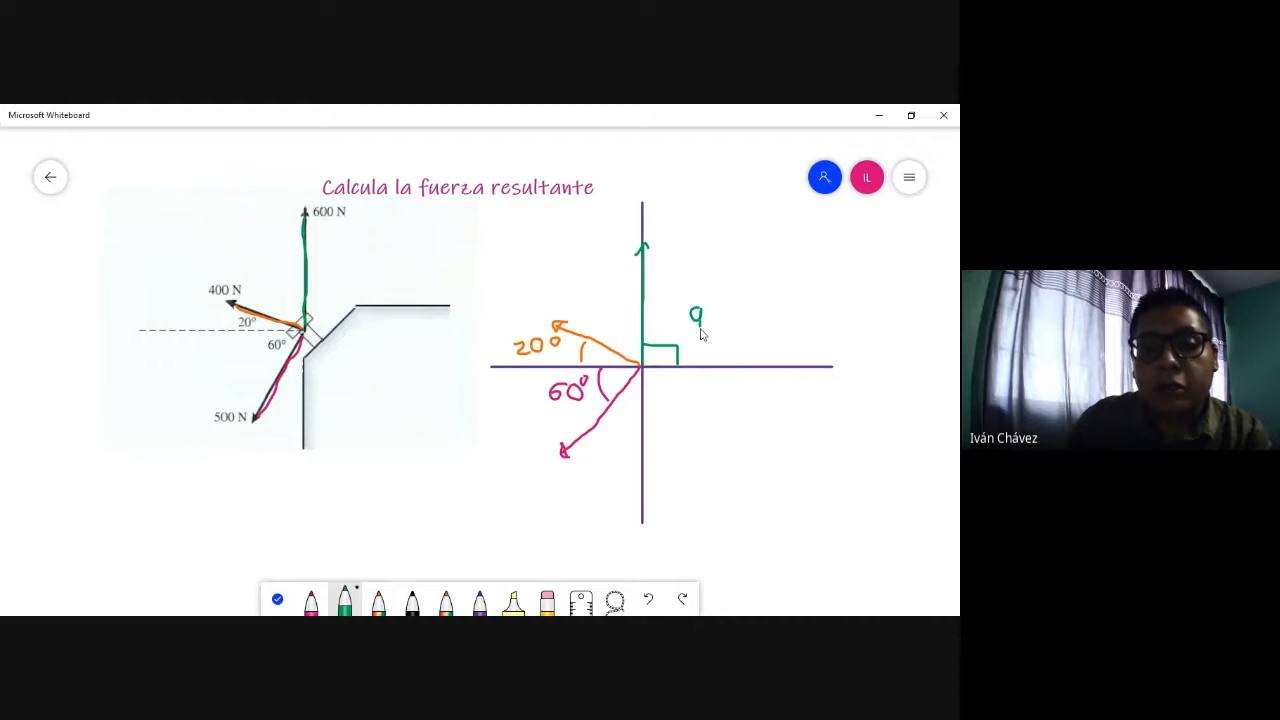 Microsoft Whiteboard
IL
Calcula la fuerza resultante
600 N
400 N
20°
60°
500 N
20°
60°
9
Iván Chávez